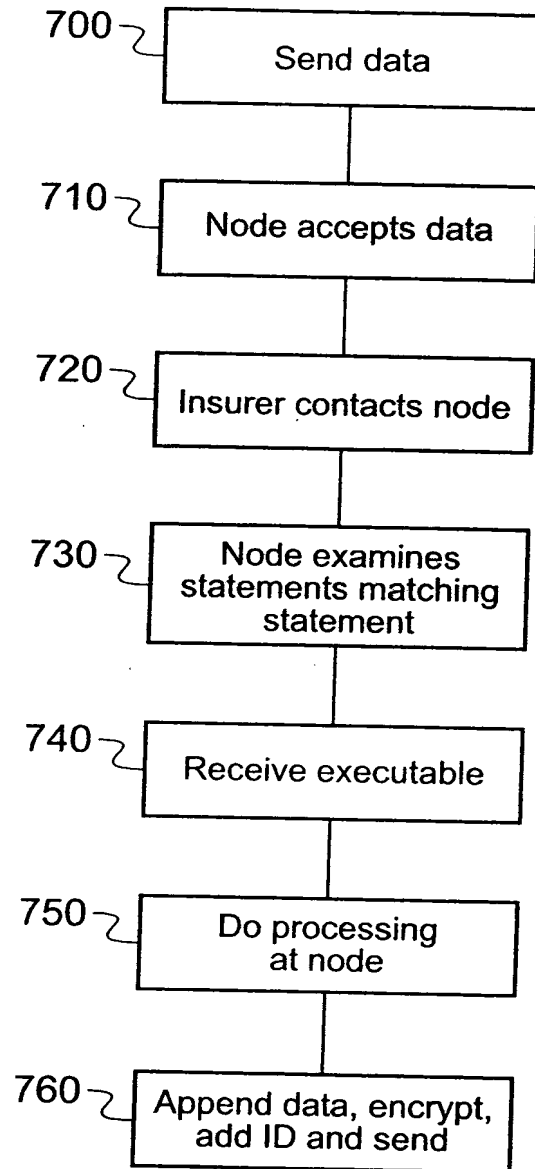 700
Send data
710
Node accepts data
720
Insurer contacts node
730
Node examines
statements matching
statement
740
Receive executable
750
Do processing
at node
760
Append data, encrypt,
add ID and send